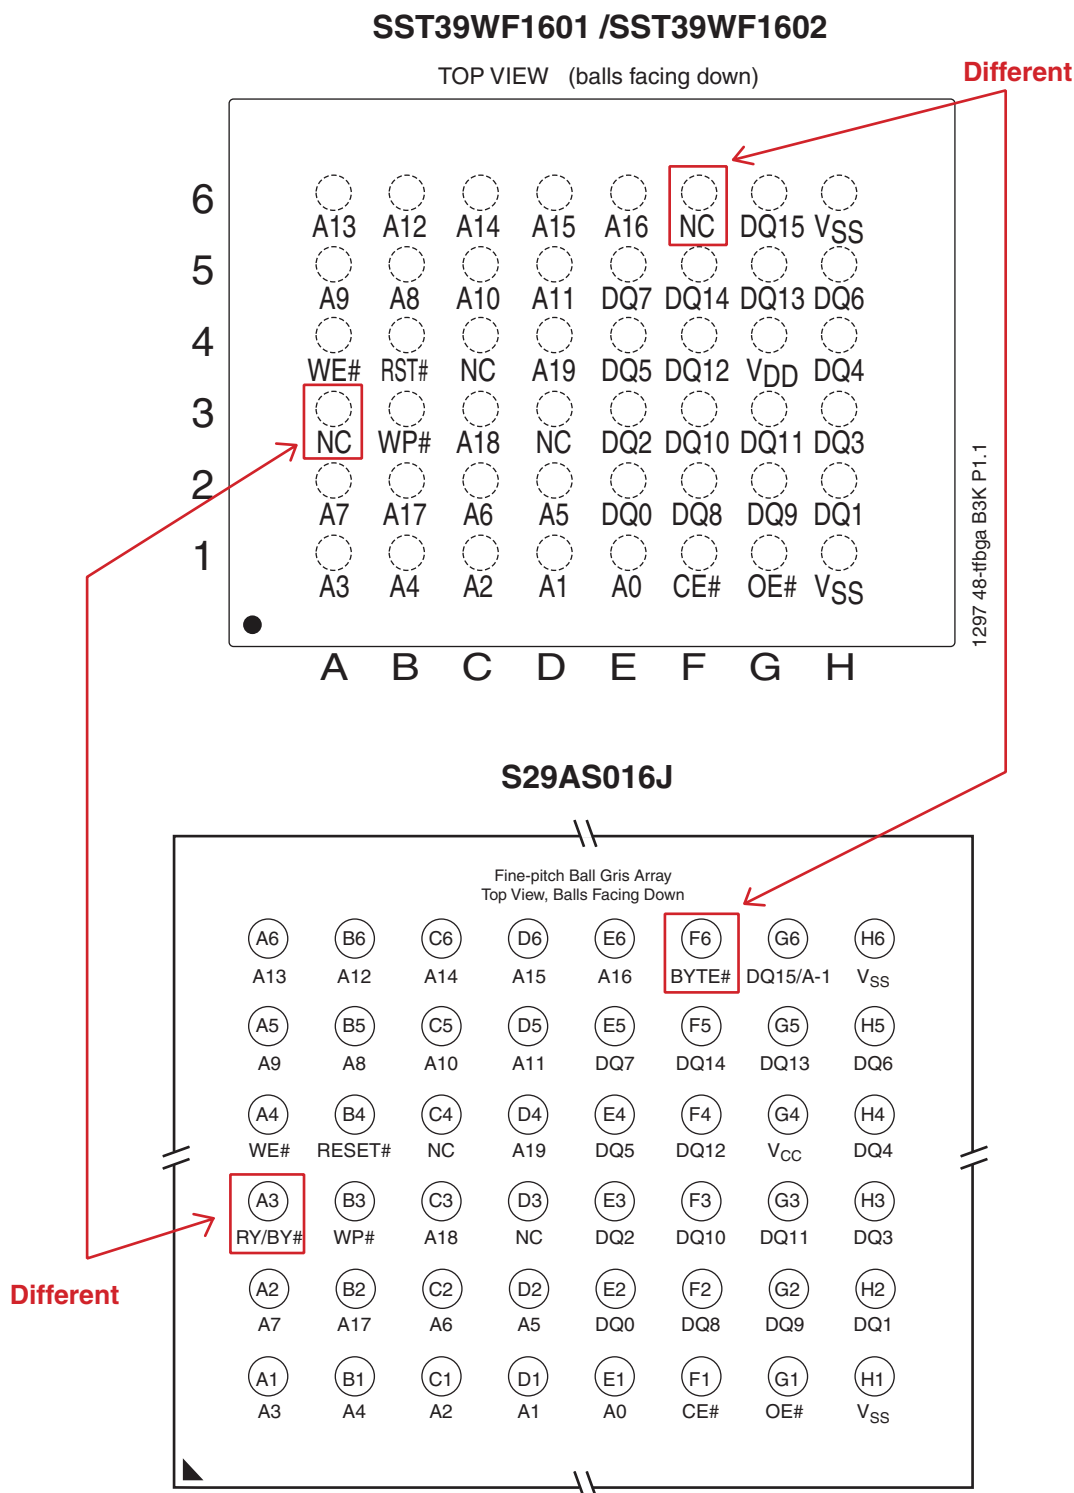 SST39WF1601 /SST39WF1602
TOP VIEW (balls facing down)
Different
6
A13 A12 A14 A15 A16 NC DQ15 VSS
5
A9 A8 A10 A11 DQ7 DQ14 DQ13 DQ6
4
WE# RST# NC A19 DQ5 DQ12 VDD DQ4
3
NC WP# A18 NC DQ2 DQ10 DQ11 DQ3
2
A7 A17 A6 A5 DQ0 DQ8 DQ9 DQ1
1
A3 A4 A2 A1 A0 CE# OE# VSS
1297 48-tfbga B3K P1.1
A B C D E F G H
S29AS016J
Fine-pitch Ball Gris Array
Top View, Balls Facing Down
A6 B6 C6 D6 E6 F6 G6 H6
A13 A12 A14 A15 A16 BYTE# DQ15/A-1 VSS
A5 B5 C5 D5 E5 F5 G5 H5
A9 A8 A10 A11 DQ7 DQ14 DQ13 DQ6
A4 B4 C4 D4 E4 F4 G4 H4
WE# RESET# NC A19 DQ5 DQ12 VCC DQ4
A3 B3 C3 D3 E3 F3 G3 H3
RY/BY# WP# A18 NC DQ2 DQ10 DQ11 DQ3
Different
A2 B2 C2 D2 E2 F2 G2 H2
A7 A17 A6 A5 DQ0 DQ8 DQ9 DQ1
A1 B1 C1 D1 E1 F1 G1 H1
A3 A4 A2 A1 A0 CE# OE# VSS